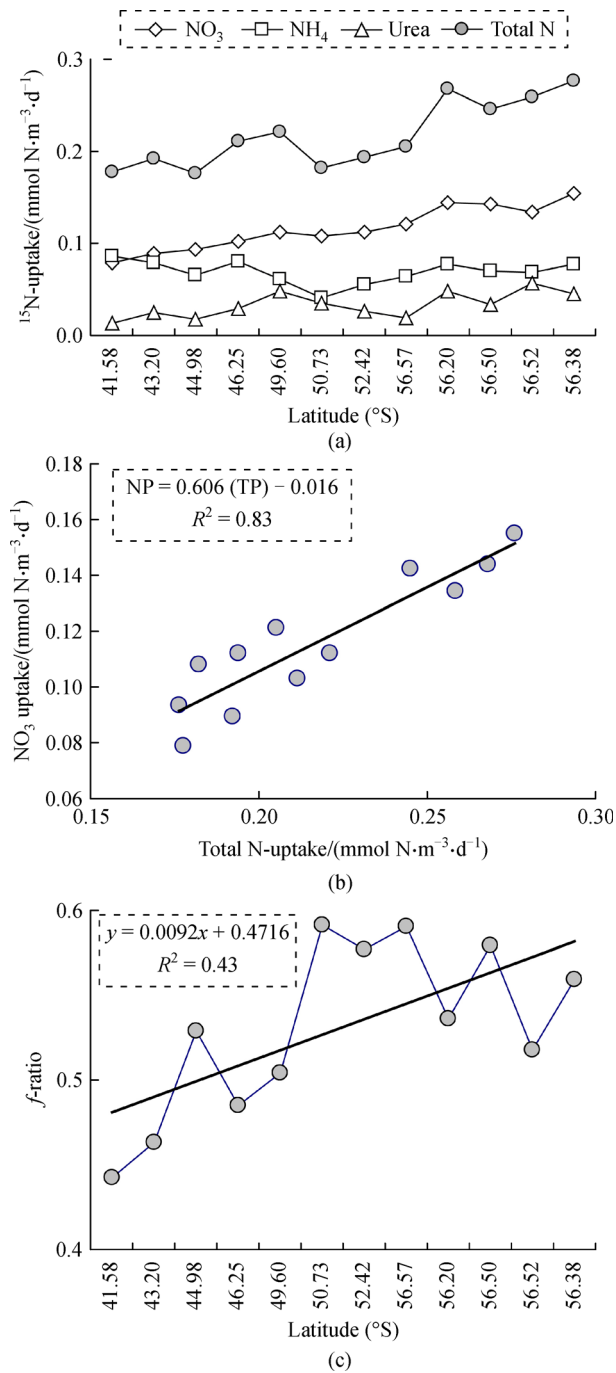 NO₃ NH₄ Urea Total N
¹⁵N-uptake/(mmol N·m⁻³·d⁻¹)
0.3
0.2
0.1
0.0
41.58 43.20 44.98 46.25 49.60 50.73 52.42 56.57 56.20 56.50 56.52 56.38
Latitude (°S)
(a)
NO₃ uptake/(mmol N·m⁻³·d⁻¹)
0.18
0.16
0.14
0.12
0.10
0.08
0.06
NP = 0.606 (TP) − 0.016
R² = 0.83
0.15 0.20 0.25 0.30
Total N-uptake/(mmol N·m⁻³·d⁻¹)
(b)
f-ratio
0.6
0.5
0.4
y = 0.0092x + 0.4716
R² = 0.43
41.58 43.20 44.98 46.25 49.60 50.73 52.42 56.57 56.20 56.50 56.52 56.38
Latitude (°S)
(c)